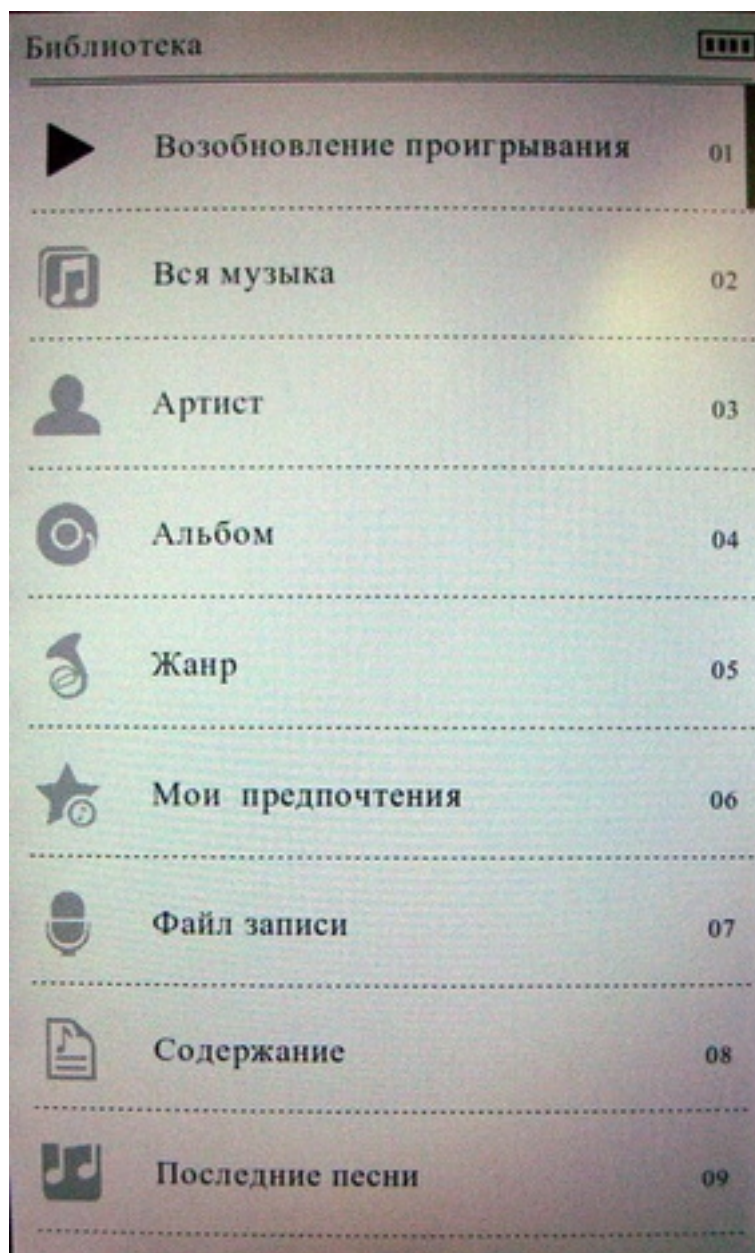 Библиотека
Возобновление проигрывания 01
Вся музыка 02
Артист 03
Альбом 04
Жанр 05
Мои предпочтения 06
Файл записи 07
Содержание 08
Последние песни 09